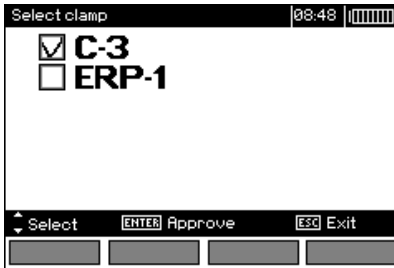 Select clamp 08:48
C-3
ERP-1
Select ENTER Approve ESC Exit